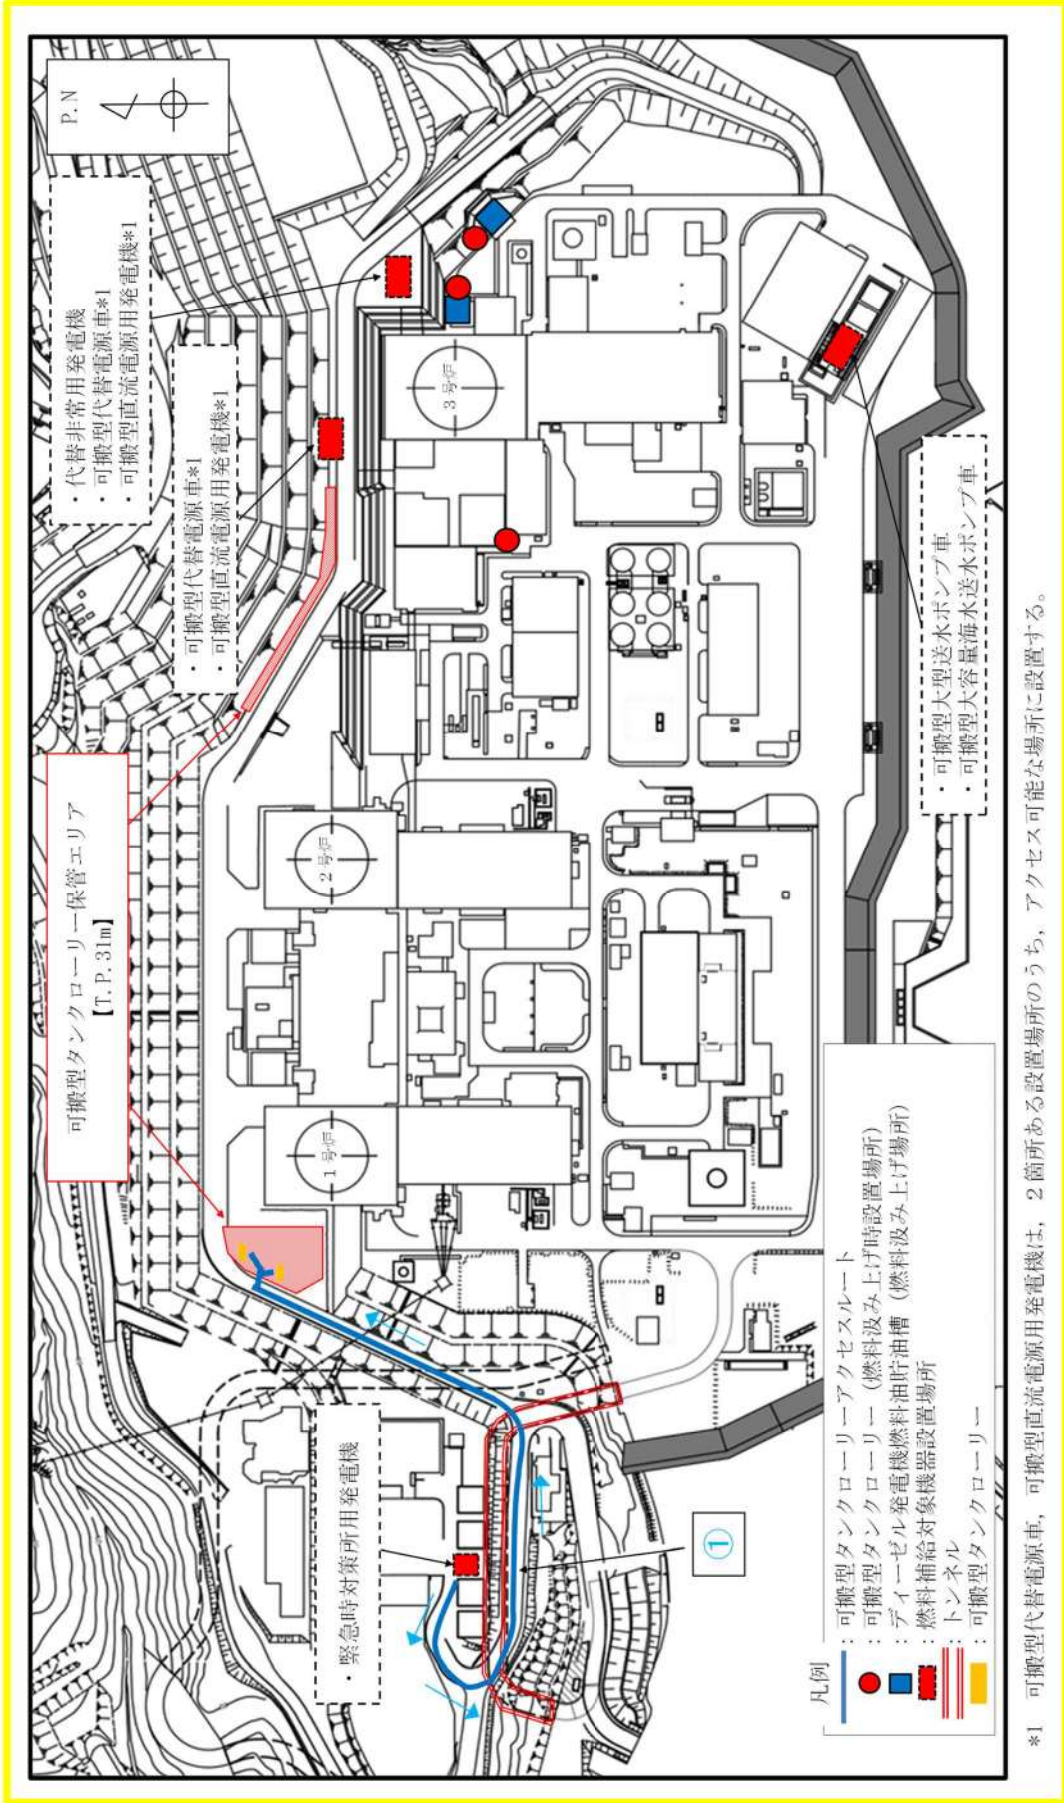 P.N
・代替非常用発電機
・可搬型代替電源車*1
・可搬型直流電源用発電機*1
・可搬型代替電源車*1
・可搬型直流電源用発電機*1
可搬型タンクローリー保管エリア
【T.P.31m】
3号炉
2号炉
1号炉
・緊急時対策所用発電機
①
・可搬型大型送水ポンプ車
・可搬型大容量海水送水ポンプ車
凡例
：可搬型タンクローリーアクセスルート
：可搬型タンクローリー（燃料汲み上げ時設置場所）
：ディーゼル発電機燃料油貯油槽（燃料汲み上げ場所）
：燃料補給対象機器設置場所
：トンネル
：可搬型タンクローリー
*1　可搬型代替電源車，可搬型直流電源用発電機は，2箇所ある設置場所のうち，アクセス可能な場所に設置する。